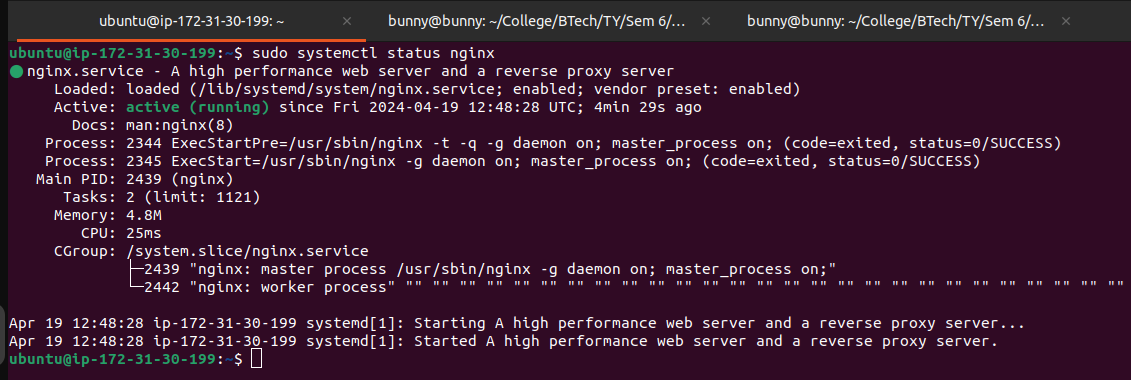 ubuntu@ip-172-31-30-199: ~ × bunny@bunny: ~/College/BTech/TY/Sem 6/... × bunny@bunny: ~/College/BTech/TY/Sem 6/... ×
ubuntu@ip-172-31-30-199:~$ sudo systemctl status nginx
● nginx.service - A high performance web server and a reverse proxy server
Loaded: loaded (/lib/systemd/system/nginx.service; enabled; vendor preset: enabled)
Active: active (running) since Fri 2024-04-19 12:48:28 UTC; 4min 29s ago
Docs: man:nginx(8)
Process: 2344 ExecStartPre=/usr/sbin/nginx -t -q -g daemon on; master_process on; (code=exited, status=0/SUCCESS)
Process: 2345 ExecStart=/usr/sbin/nginx -g daemon on; master_process on; (code=exited, status=0/SUCCESS)
Main PID: 2439 (nginx)
Tasks: 2 (limit: 1121)
Memory: 4.8M
CPU: 25ms
CGroup: /system.slice/nginx.service
├─2439 "nginx: master process /usr/sbin/nginx -g daemon on; master_process on;"
└─2442 "nginx: worker process" "" "" "" "" "" "" "" "" "" "" "" "" "" "" "" "" "" "" "" "" "" "" "" "" "" "" ""
Apr 19 12:48:28 ip-172-31-30-199 systemd[1]: Starting A high performance web server and a reverse proxy server...
Apr 19 12:48:28 ip-172-31-30-199 systemd[1]: Started A high performance web server and a reverse proxy server.
ubuntu@ip-172-31-30-199:~$